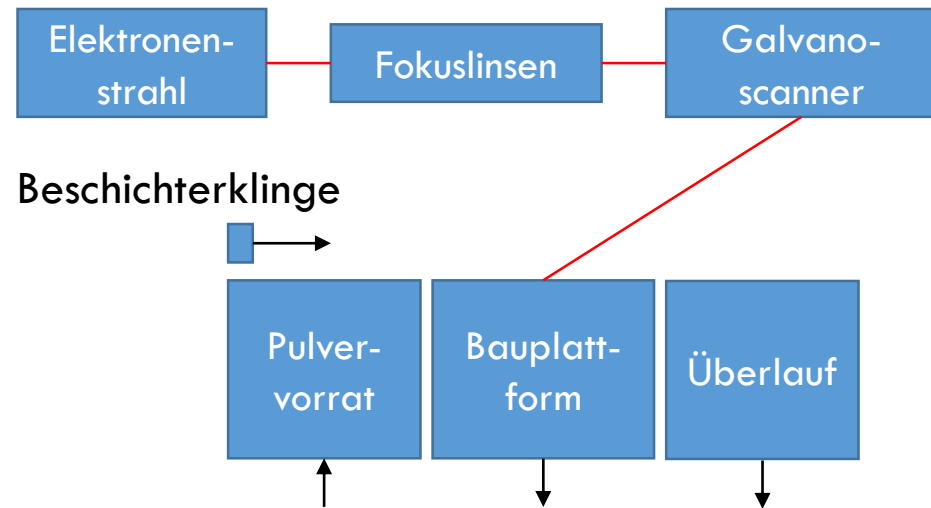 Elektronen-
strahl
Fokuslinsen
Galvano-
scanner
Beschichterklinge
Pulver-
vorrat
Bauplatt-
form
Überlauf